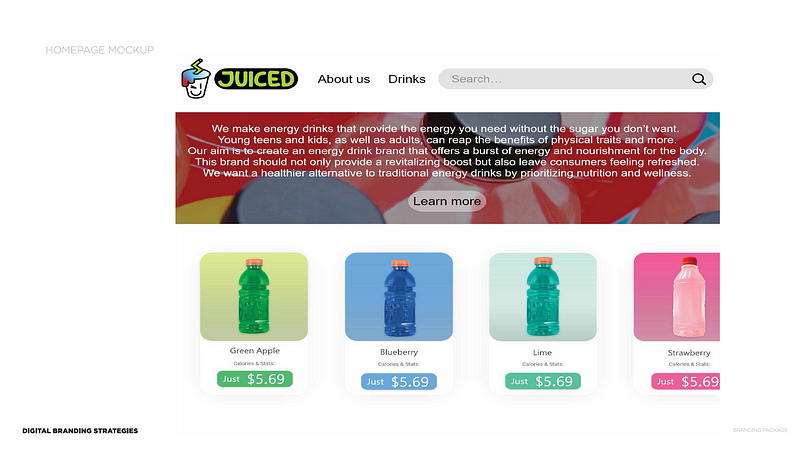 HOMEPAGE MOCKUP
JUICED
About us
Drinks
Search...
We make energy drinks that provide the energy you need without the sugar you don't want.
Young teens and kids, as well as adults, can reap the benefits of physical traits and more.
Our aim is to create an energy drink brand that offers a burst of energy and nourishment for the body.
This brand should not only provide a revitalizing boost but also leave consumers feeling refreshed.
We want a healthier alternative to traditional energy drinks by prioritizing nutrition and wellness.
Learn more
Green Apple
Calories & Stats:
Just $5.69
Blueberry
Calories & Stats:
Just $5.69
Lime
Calories & Stats:
Just $5.69
Strawberry
Calories & Stats:
Just $5.69
DIGITAL BRANDING STRATEGIES
BRANDING PACKAGE